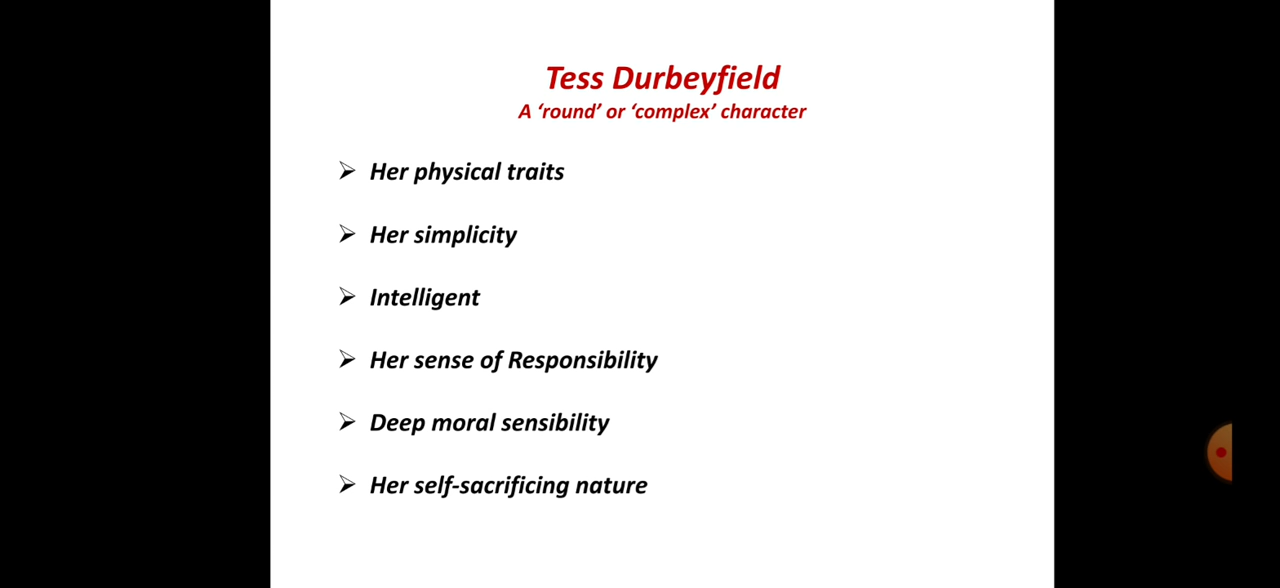 Tess Durbeyfield
A ‘round’ or ‘complex’ character
➢ Her physical traits
➢ Her simplicity
➢ Intelligent
➢ Her sense of Responsibility
➢ Deep moral sensibility
➢ Her self-sacrificing nature